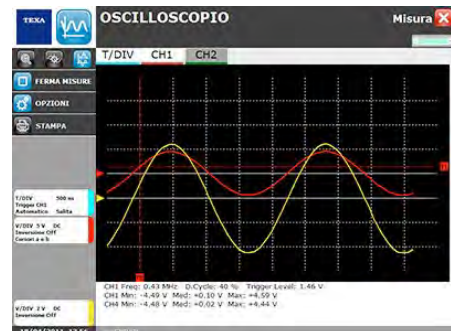 TEXA
OSCILLOSCOPIO
Misura
T/DIV CH1 CH2
FERMA MISURE
OPZIONI
STAMPA
T/DIV 500 ns
Trigger CH1
Automatico Salita
V/DIV 5 V DC
Inversione Off
Cursori a e b
CH1 Freq: 0.43 MHz D.Cycle: 40 % Trigger Level: 1.46 V
CH1 Min: -4.49 V Med: +0.10 V Max: +4.59 V
CH4 Min: -4.48 V Med: +0.02 V Max: +4.44 V
V/DIV 2 V DC
Inversione Off